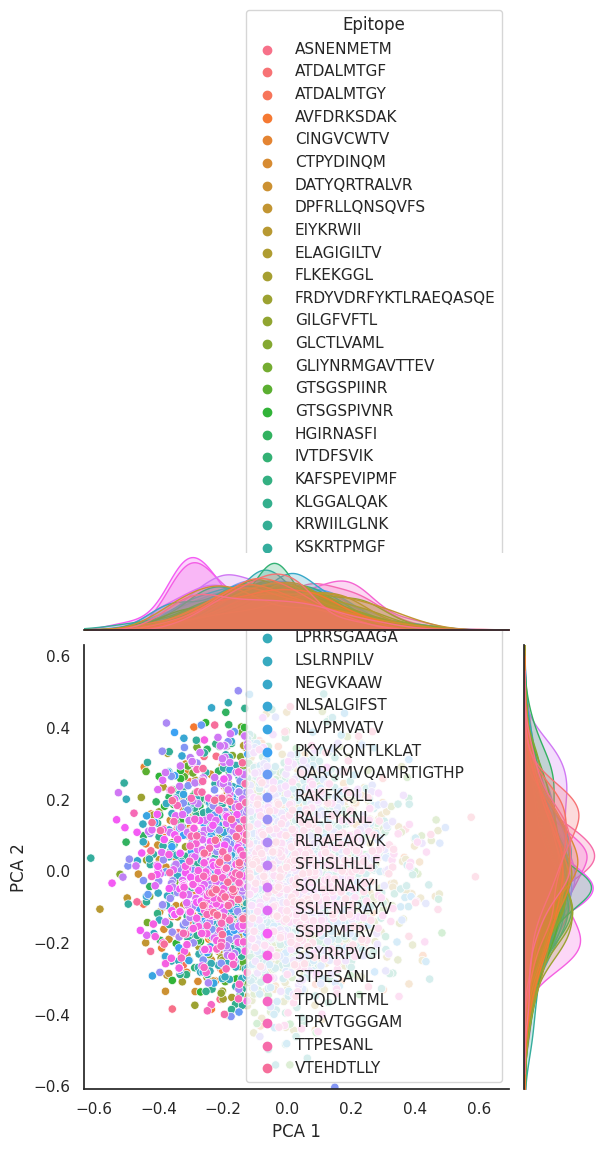 Epitope
ASNENMETM
ATDALMTGF
ATDALMTGY
AVFDRKSDAK
CINGVCWTV
CTPYDINQM
DATYQRTRALVR
DPFRLLQNSQVFS
EIYKRWII
ELAGIGILTV
FLKEKGGL
FRDYVDRFYKTLRAEQASQE
GILGFVFTL
GLCTLVAML
GLIYNRMGAVTTEV
GTSGSPIINR
GTSGSPIVNR
HGIRNASFI
IVTDFSVIK
KAFSPEVIPMF
KLGGALQAK
KRWIILGLNK
KSKRTPMGF
LPRRSGAAGA
LSLRNPILV
NEGVKAAW
NLSALGIFST
NLVPMVATV
PKYVKQNTLKLAT
QARQMVQAMRTIGTHP
RAKFKQLL
RALEYKNL
RLRAEAQVK
SFHSLHLLF
SQLLNAKYL
SSLENFRAYV
SSPPMFRV
SSYRRPVGI
STPESANL
TPQDLNTML
TPRVTGGGAM
TTPESANL
VTEHDTLLY
0.6
0.4
0.2
0.0
−0.2
−0.4
−0.6
PCA 2
−0.6 −0.4 −0.2 0.0 0.2 0.4 0.6
PCA 1